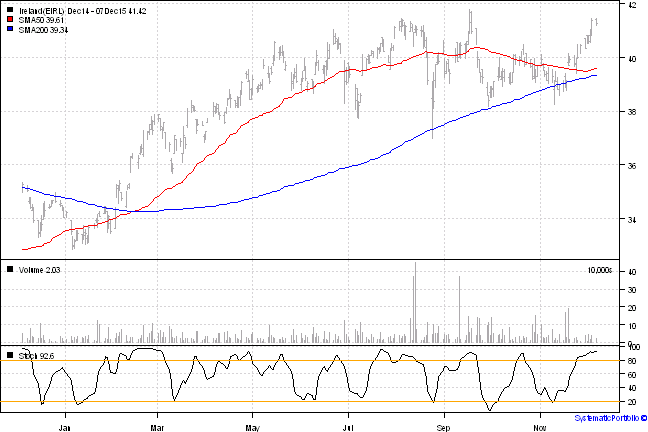 Ireland(EIRL) Dec14 - 07Dec15 41.42
SMA50 39.61
SMA200 39.34
42
40
38
36
34
Volume 2.03
10,000s
40
30
20
10
0
Stoch 92.6
100
80
60
40
20
Jan Mar May Jul Sep Nov
SystematicPortfolio ©